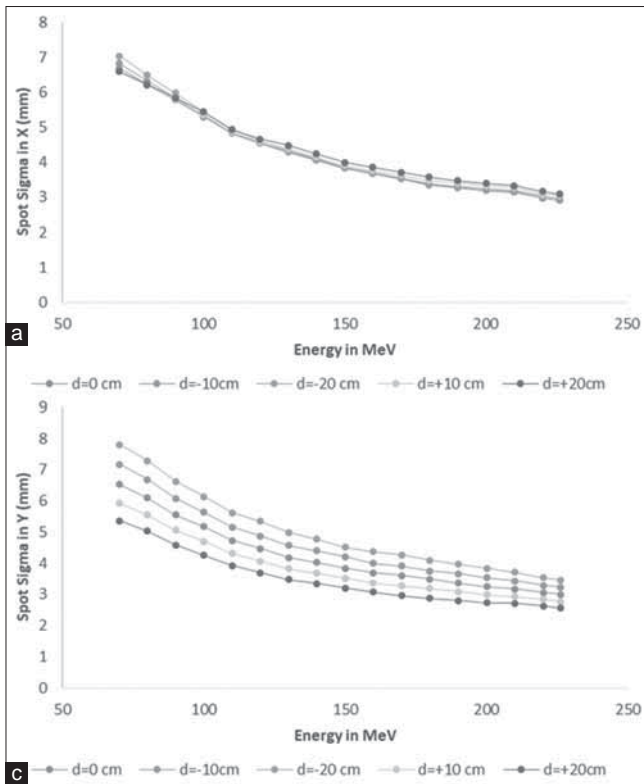 8
7
6
5
4
3
2
1
0
Spot Sigma in X (mm)
50 100 150 200 250
Energy in MeV
a
d=0 cm d=-10cm d=-20 cm d=+10 cm d=+20cm
9
8
7
6
5
4
3
2
1
0
Spot Sigma in Y (mm)
50 100 150 200 250
Energy in MeV
c
d=0 cm d=-10cm d=-20 cm d=+10 cm d=+20cm